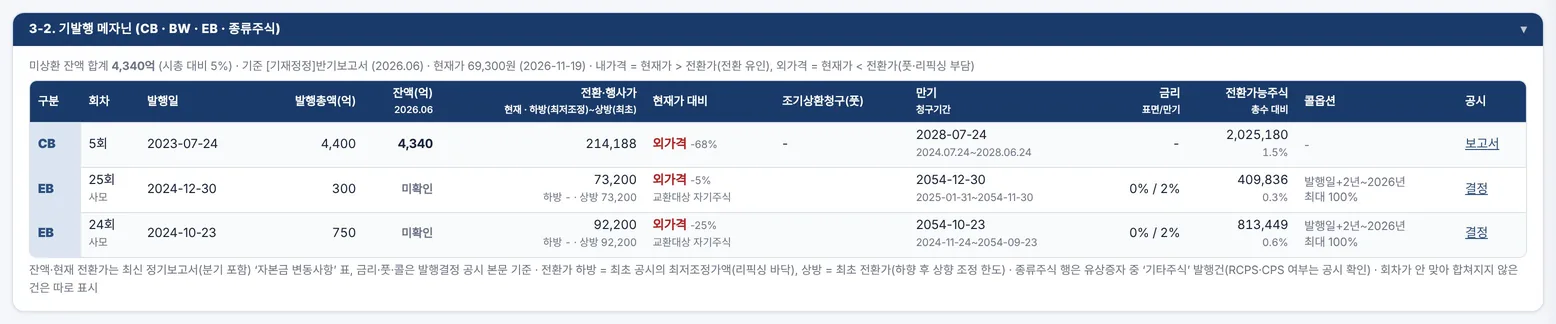 3-2. 기발행 메자닌 (CB · BW · EB · 종류주식) ▼
미상환 잔액 합계 4,340억 (시총 대비 5%) · 기준 [기재정정]반기보고서 (2026.06) · 현재가 69,300원 (2026-11-19) · 내가격 = 현재가 > 전환가(전환 유인), 외가격 = 현재가 < 전환가(풋·리픽싱 부담)
구분 회차 발행일 발행총액(억) 잔액(억) 2026.06 전환·행사가 현재 · 하방(최저조정)~상방(최초) 현재가 대비 조기상환청구(풋) 만기 청구기간 금리 표면/만기 전환가능주식 총수 대비 콜옵션 공시
CB 5회 2023-07-24 4,400 4,340 214,188 외가격 -68% - 2028-07-24 - 2,025,180 - 보고서
2024.07.24~2028.06.24 1.5%
EB 25회 2024-12-30 300 미확인 73,200 외가격 -5% 2054-12-30 0% / 2% 409,836 발행일+2년~2026년 결정
사모 하방 - · 상방 73,200 교환대상 자기주식 2025-01-31~2054-11-30 0.3% 최대 100%
EB 24회 2024-10-23 750 미확인 92,200 외가격 -25% 2054-10-23 0% / 2% 813,449 발행일+2년~2026년 결정
사모 하방 - · 상방 92,200 교환대상 자기주식 2024-11-24~2054-09-23 0.6% 최대 100%
잔액·현재 전환가는 최신 정기보고서(분기 포함) ‘자본금 변동사항’ 표, 금리·풋·콜은 발행결정 공시 본문 기준 · 전환가 하방 = 최초 공시의 최저조정가액(리픽싱 바닥), 상방 = 최초 전환가(하향 후 상향 조정 한도) · 종류주식 행은 유상증자 중 ‘기타주식’ 발행건(RCPS·CPS 여부는 공시 확인) · 회차가 안 맞아 합쳐지지 않은
건은 따로 표시